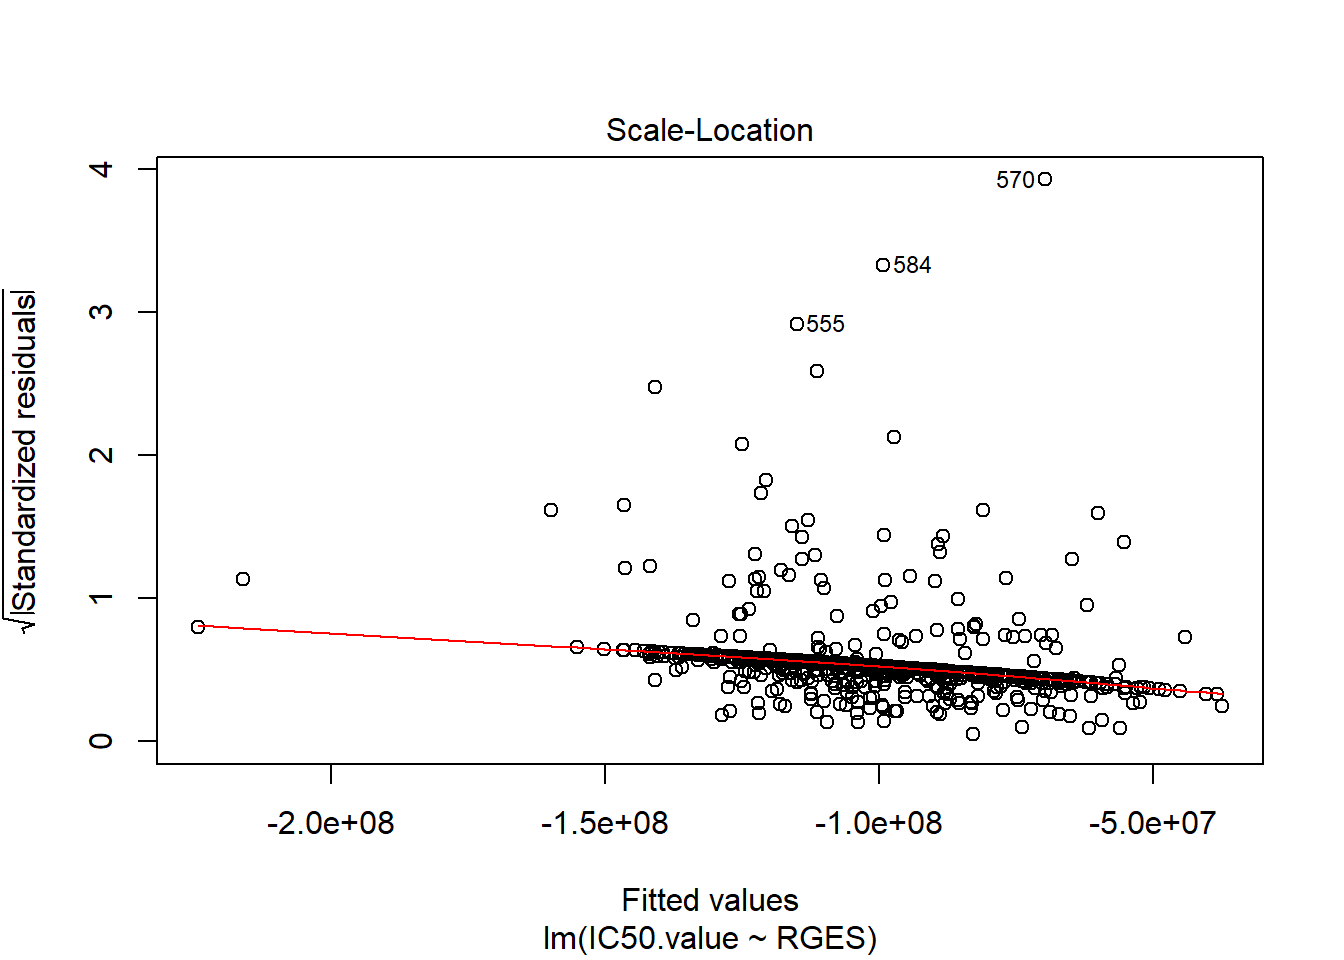 Scale-Location
√|Standardized residuals|
4
3
2
1
0
570
584
555
-2.0e+08
-1.5e+08
-1.0e+08
-5.0e+07
Fitted values
lm(IC50.value ~ RGES)